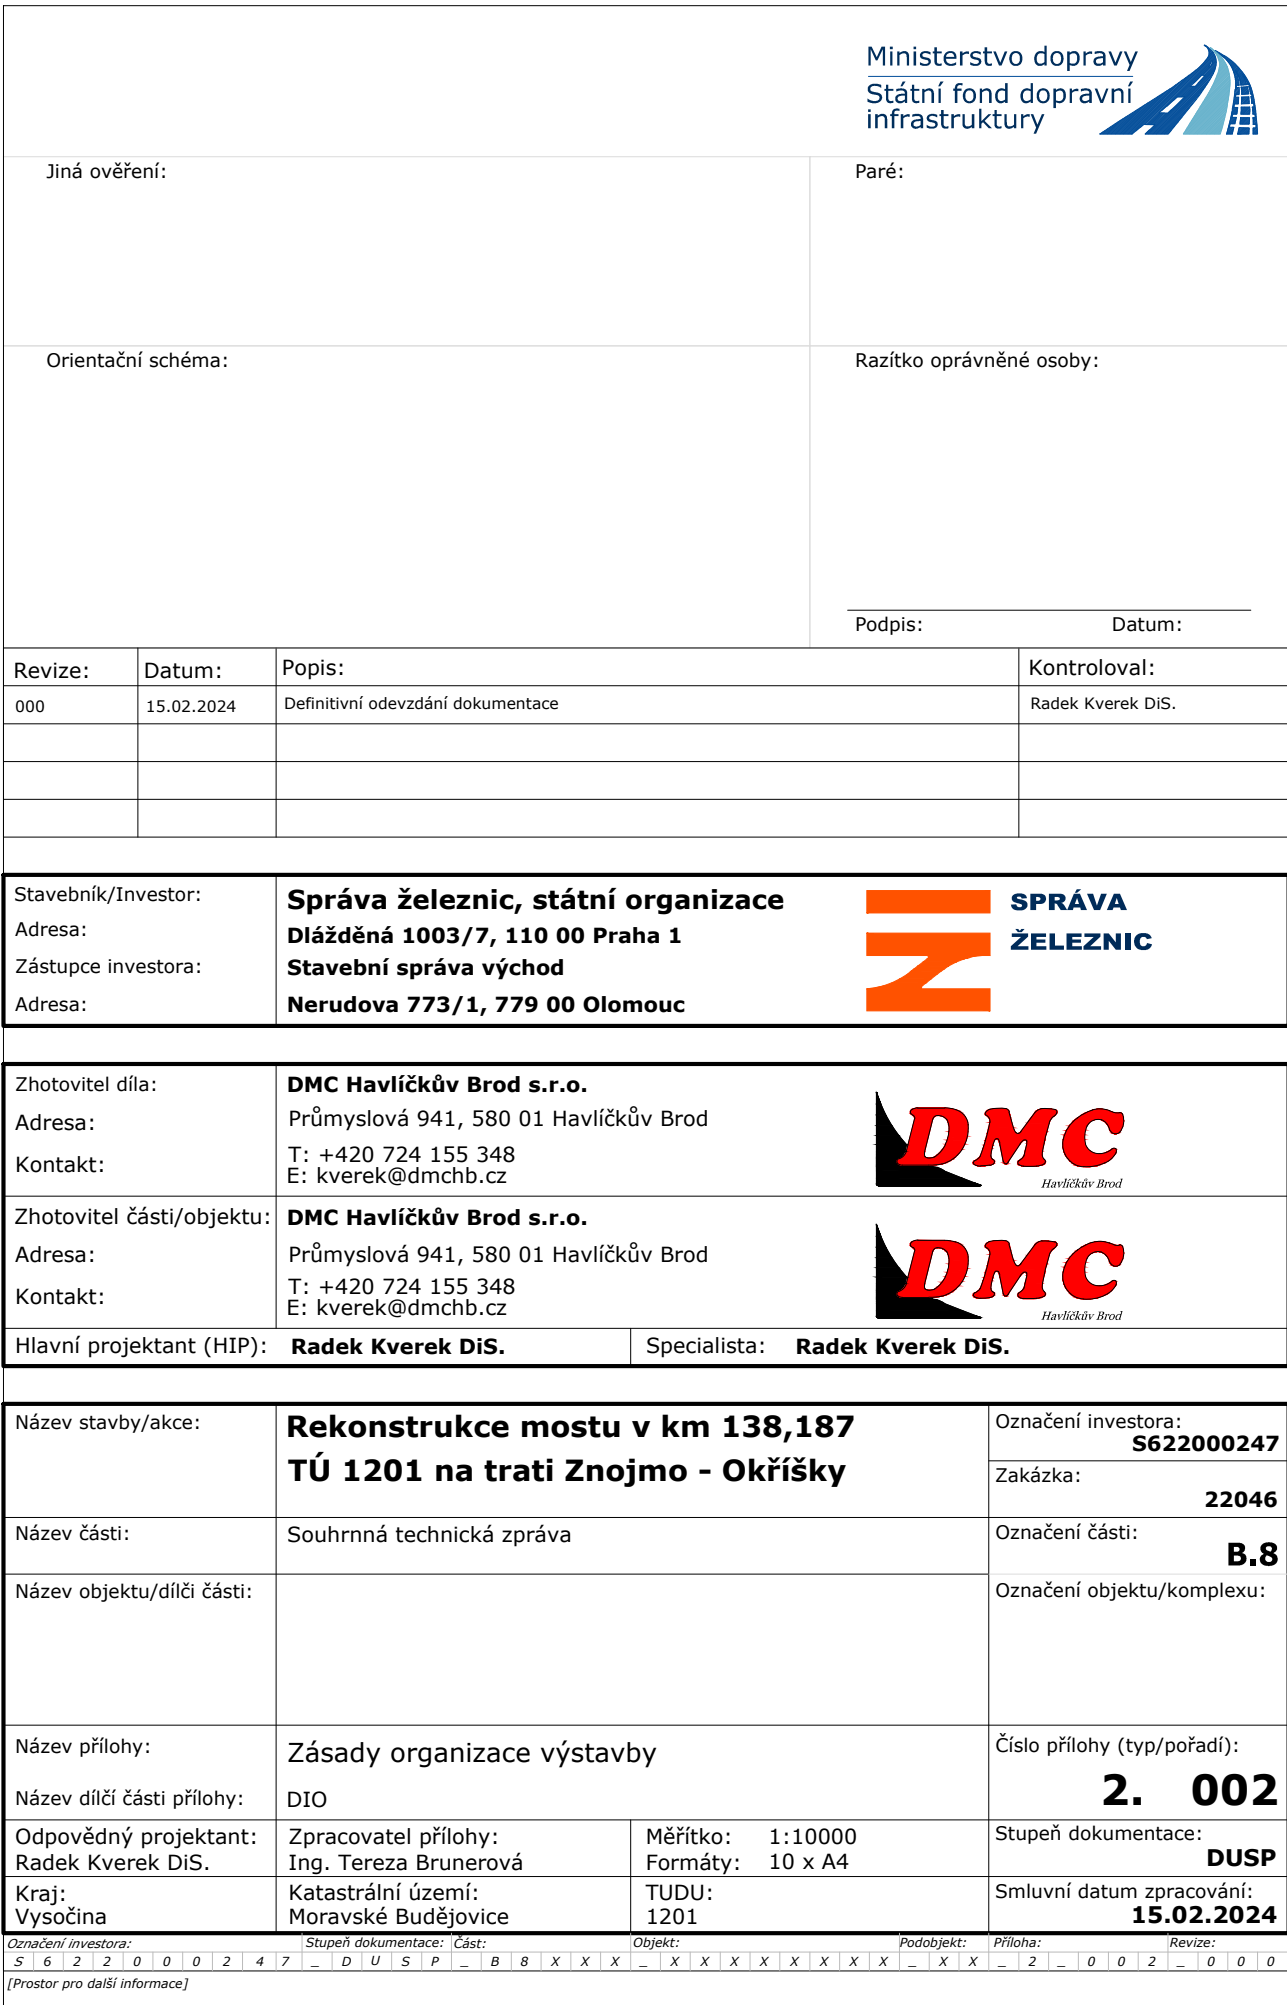 Ministerstvo dopravy
Státní fond dopravní
infrastruktury
Jiná ověření:
Paré:
Orientační schéma:
Razítko oprávněné osoby:
Podpis: Datum:
Revize: Datum: Popis: Kontroloval:
000 15.02.2024 Definitivní odevzdání dokumentace Radek Kverek DiS.
Stavebník/Investor: Správa železnic, státní organizace
Adresa: Dlážděná 1003/7, 110 00 Praha 1
Zástupce investora: Stavební správa východ
Adresa: Nerudova 773/1, 779 00 Olomouc
SPRÁVA
ŽELEZNIC
Zhotovitel díla: DMC Havlíčkův Brod s.r.o.
Adresa: Průmyslová 941, 580 01 Havlíčkův Brod
Kontakt: T: +420 724 155 348
E: kverek@dmchb.cz
DMC
Havlíčkův Brod
Zhotovitel části/objektu: DMC Havlíčkův Brod s.r.o.
Adresa: Průmyslová 941, 580 01 Havlíčkův Brod
Kontakt: T: +420 724 155 348
E: kverek@dmchb.cz
DMC
Havlíčkův Brod
Hlavní projektant (HIP): Radek Kverek DiS. Specialista: Radek Kverek DiS.
Název stavby/akce: Rekonstrukce mostu v km 138,187
TÚ 1201 na trati Znojmo - Okříšky
Označení investora:
S622000247
Zakázka:
22046
Název části: Souhrnná technická zpráva
Označení části:
B.8
Název objektu/dílči části:
Označení objektu/komplexu:
Název přílohy: Zásady organizace výstavby
Číslo přílohy (typ/pořadí):
2. 002
Název dílčí části přílohy: DIO
Odpovědný projektant: Zpracovatel přílohy: Měřítko: 1:10000 Stupeň dokumentace:
Radek Kverek DiS. Ing. Tereza Brunerová Formáty: 10 x A4 DUSP
Kraj: Katastrální území: TUDU: Smluvní datum zpracování:
Vysočina Moravské Budějovice 1201 15.02.2024
Označení investora: Stupeň dokumentace: Část: Objekt: Podobjekt: Příloha: Revize:
S 6 2 2 0 0 0 2 4 7 _ D U S P _ B 8 X X X _ X X X X X X X X _ X X _ 2 _ 0 0 2 _ 0 0 0
[Prostor pro další informace]